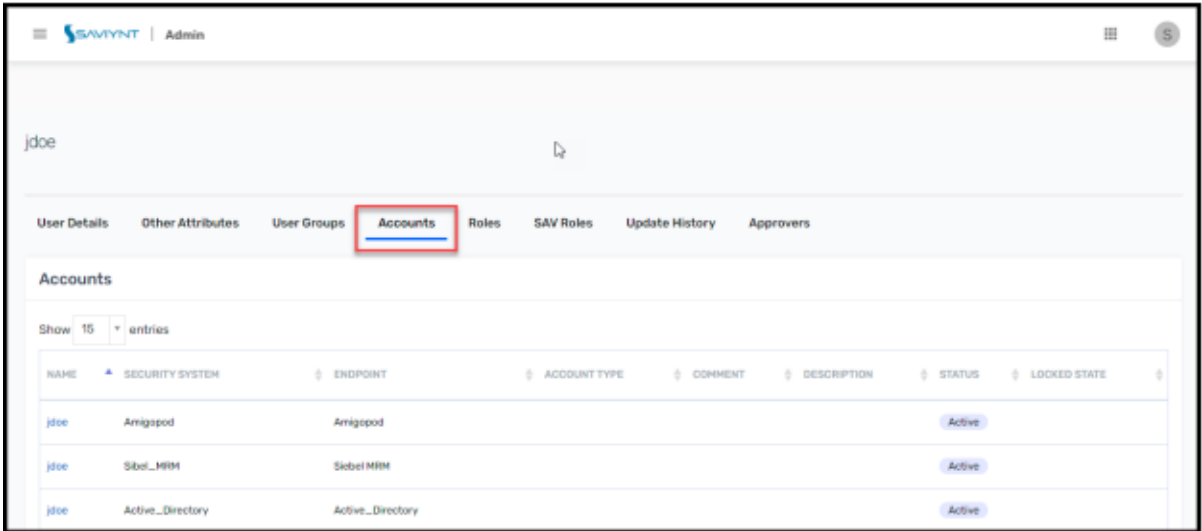 SAVIYNT | Admin S
jdoe
User Details Other Attributes User Groups Accounts Roles SAV Roles Update History Approvers
Accounts
Show 15 entries
NAME SECURITY SYSTEM ENDPOINT ACCOUNT TYPE COMMENT DESCRIPTION STATUS LOCKED STATE
jdoe Amigopod Amigopod Active
jdoe Sibel_MRM Siebel MRM Active
jdoe Active_Directory Active_Directory Active